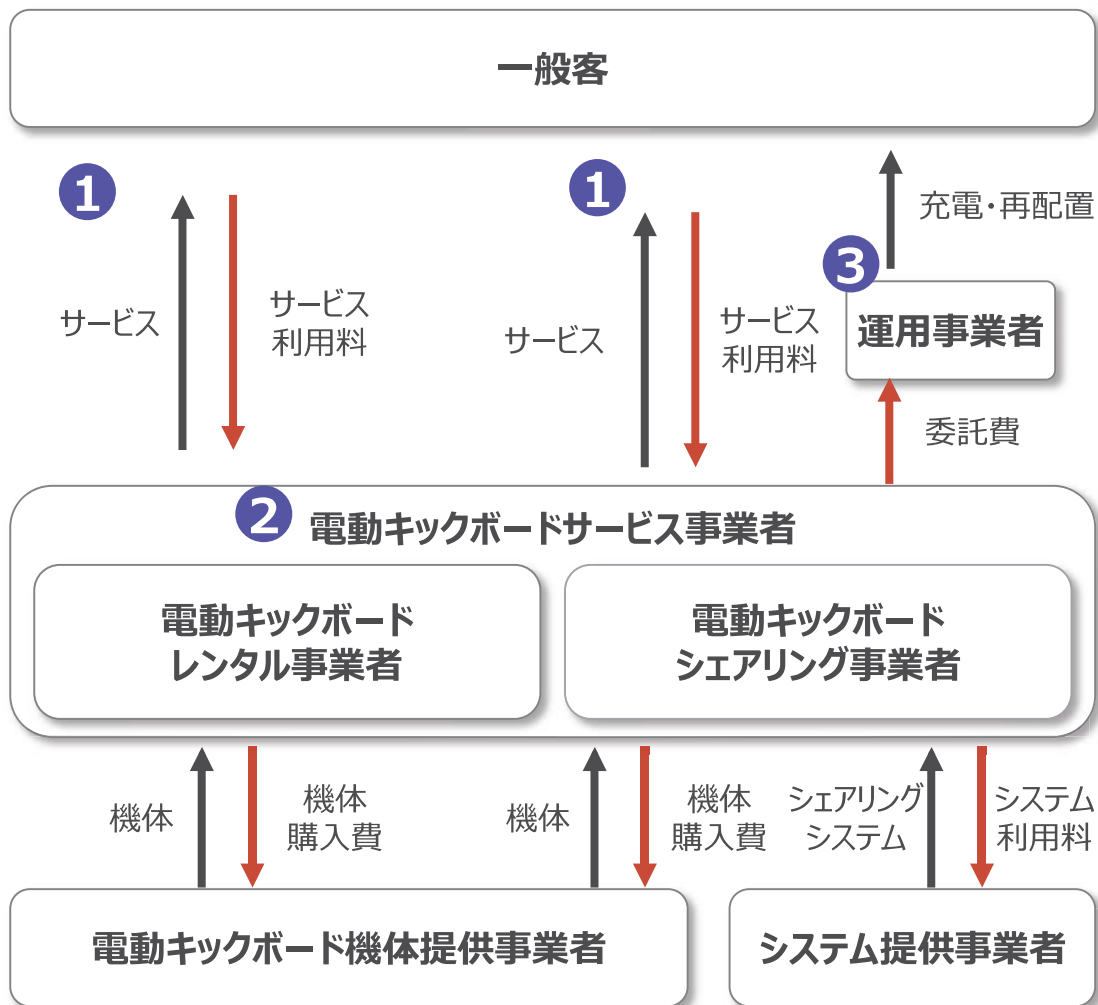 一般客
1
1
サービス
サービス
利用料
サービス
サービス
利用料
充電・再配置
3
運用事業者
委託費
2
電動キックボードサービス事業者
電動キックボード
レンタル事業者
電動キックボード
シェアリング事業者
機体
機体
購入費
機体
機体
購入費
シェアリング
システム
システム
利用料
電動キックボード機体提供事業者
システム提供事業者